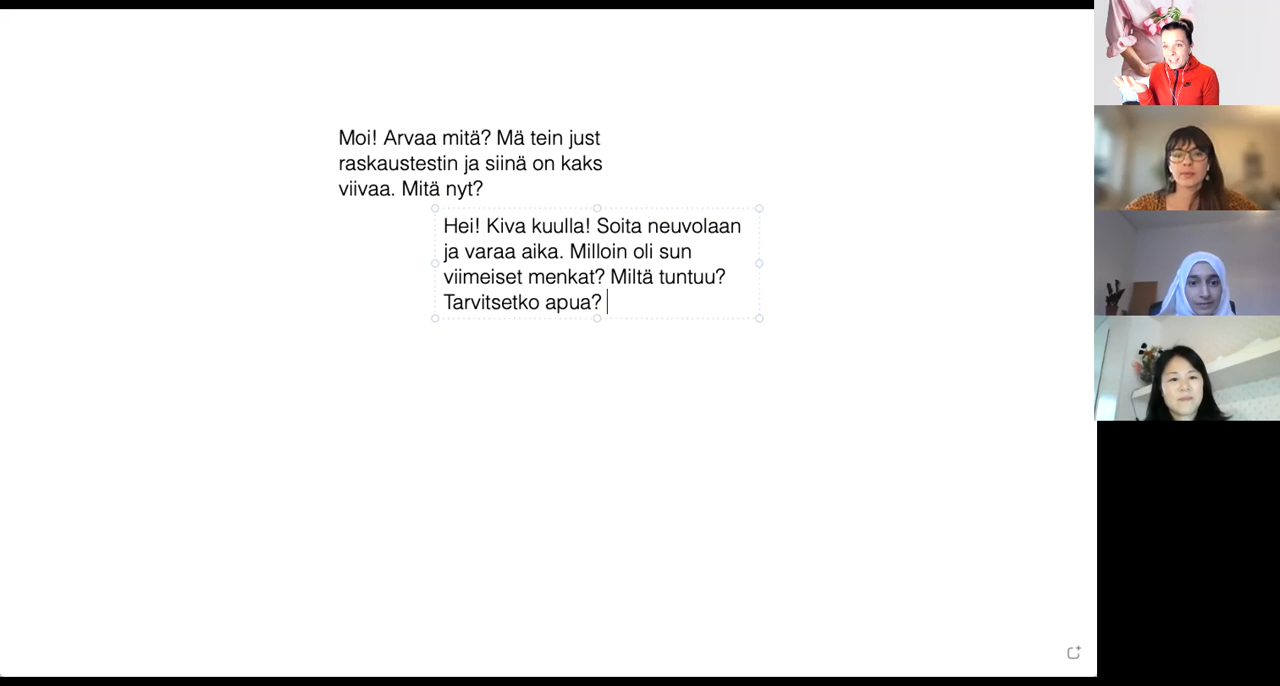 Moi! Arvaa mitä? Mä tein just
raskaustestin ja siinä on kaks
viivaa. Mitä nyt?
Hei! Kiva kuulla! Soita neuvolaan
ja varaa aika. Milloin oli sun
viimeiset menkat? Miltä tuntuu?
Tarvitsetko apua?